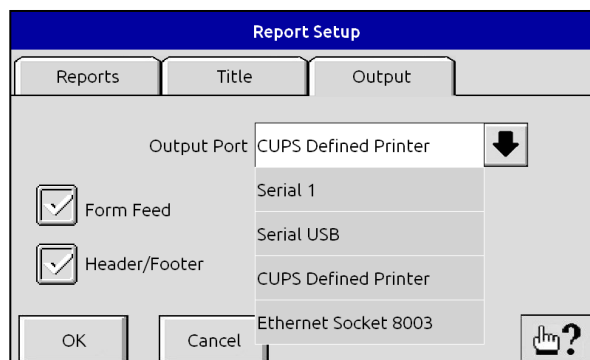 Report Setup
Reports Title Output
Output Port CUPS Defined Printer
Serial 1
Form Feed
Serial USB
Header/Footer
CUPS Defined Printer
Ethernet Socket 8003
OK Cancel ?